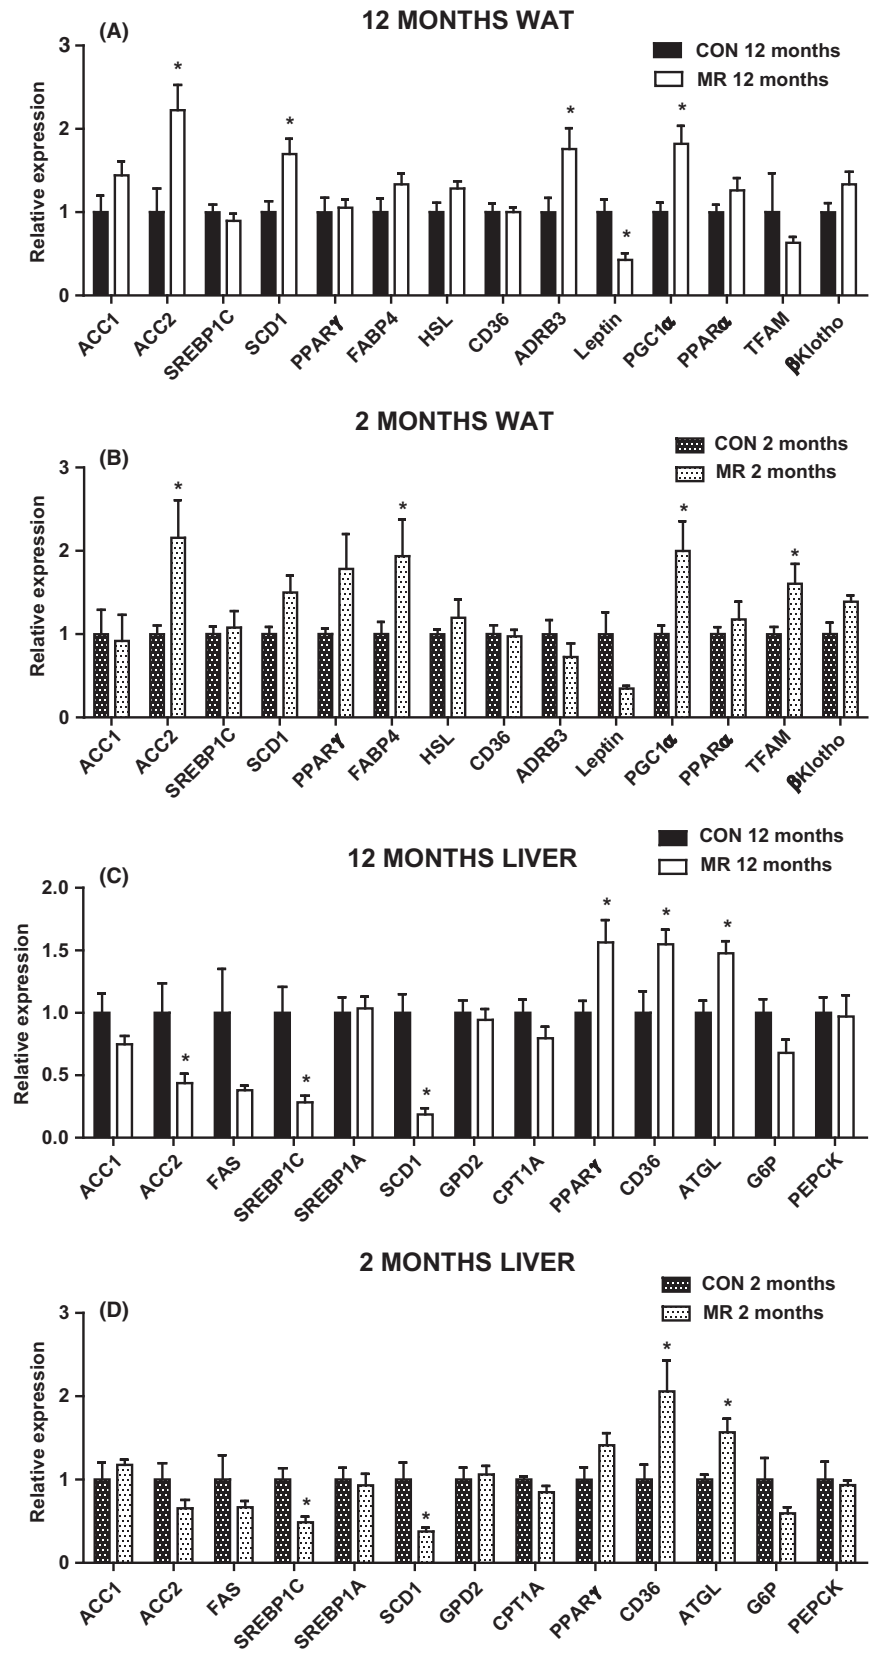 12 MONTHS WAT
(A)
CON 12 months
MR 12 months
Relative expression
3
2
1
0
* * * * *
ACC1 ACC2 SREBP1C SCD1 PPARγ FABP4 HSL CD36 ADRB3 Leptin PGC1α PPARα TFAM βKlotho
2 MONTHS WAT
(B)
CON 2 months
MR 2 months
Relative expression
3
2
1
0
* * * *
ACC1 ACC2 SREBP1C SCD1 PPARγ FABP4 HSL CD36 ADRB3 Leptin PGC1α PPARα TFAM βKlotho
12 MONTHS LIVER
(C)
CON 12 months
MR 12 months
Relative expression
2.0
1.5
1.0
0.5
0.0
* * * * * *
ACC1 ACC2 FAS SREBP1C SREBP1A SCD1 GPD2 CPT1A PPARγ CD36 ATGL G6P PEPCK
2 MONTHS LIVER
(D)
CON 2 months
MR 2 months
Relative expression
3
2
1
0
* * * *
ACC1 ACC2 FAS SREBP1C SREBP1A SCD1 GPD2 CPT1A PPARγ CD36 ATGL G6P PEPCK